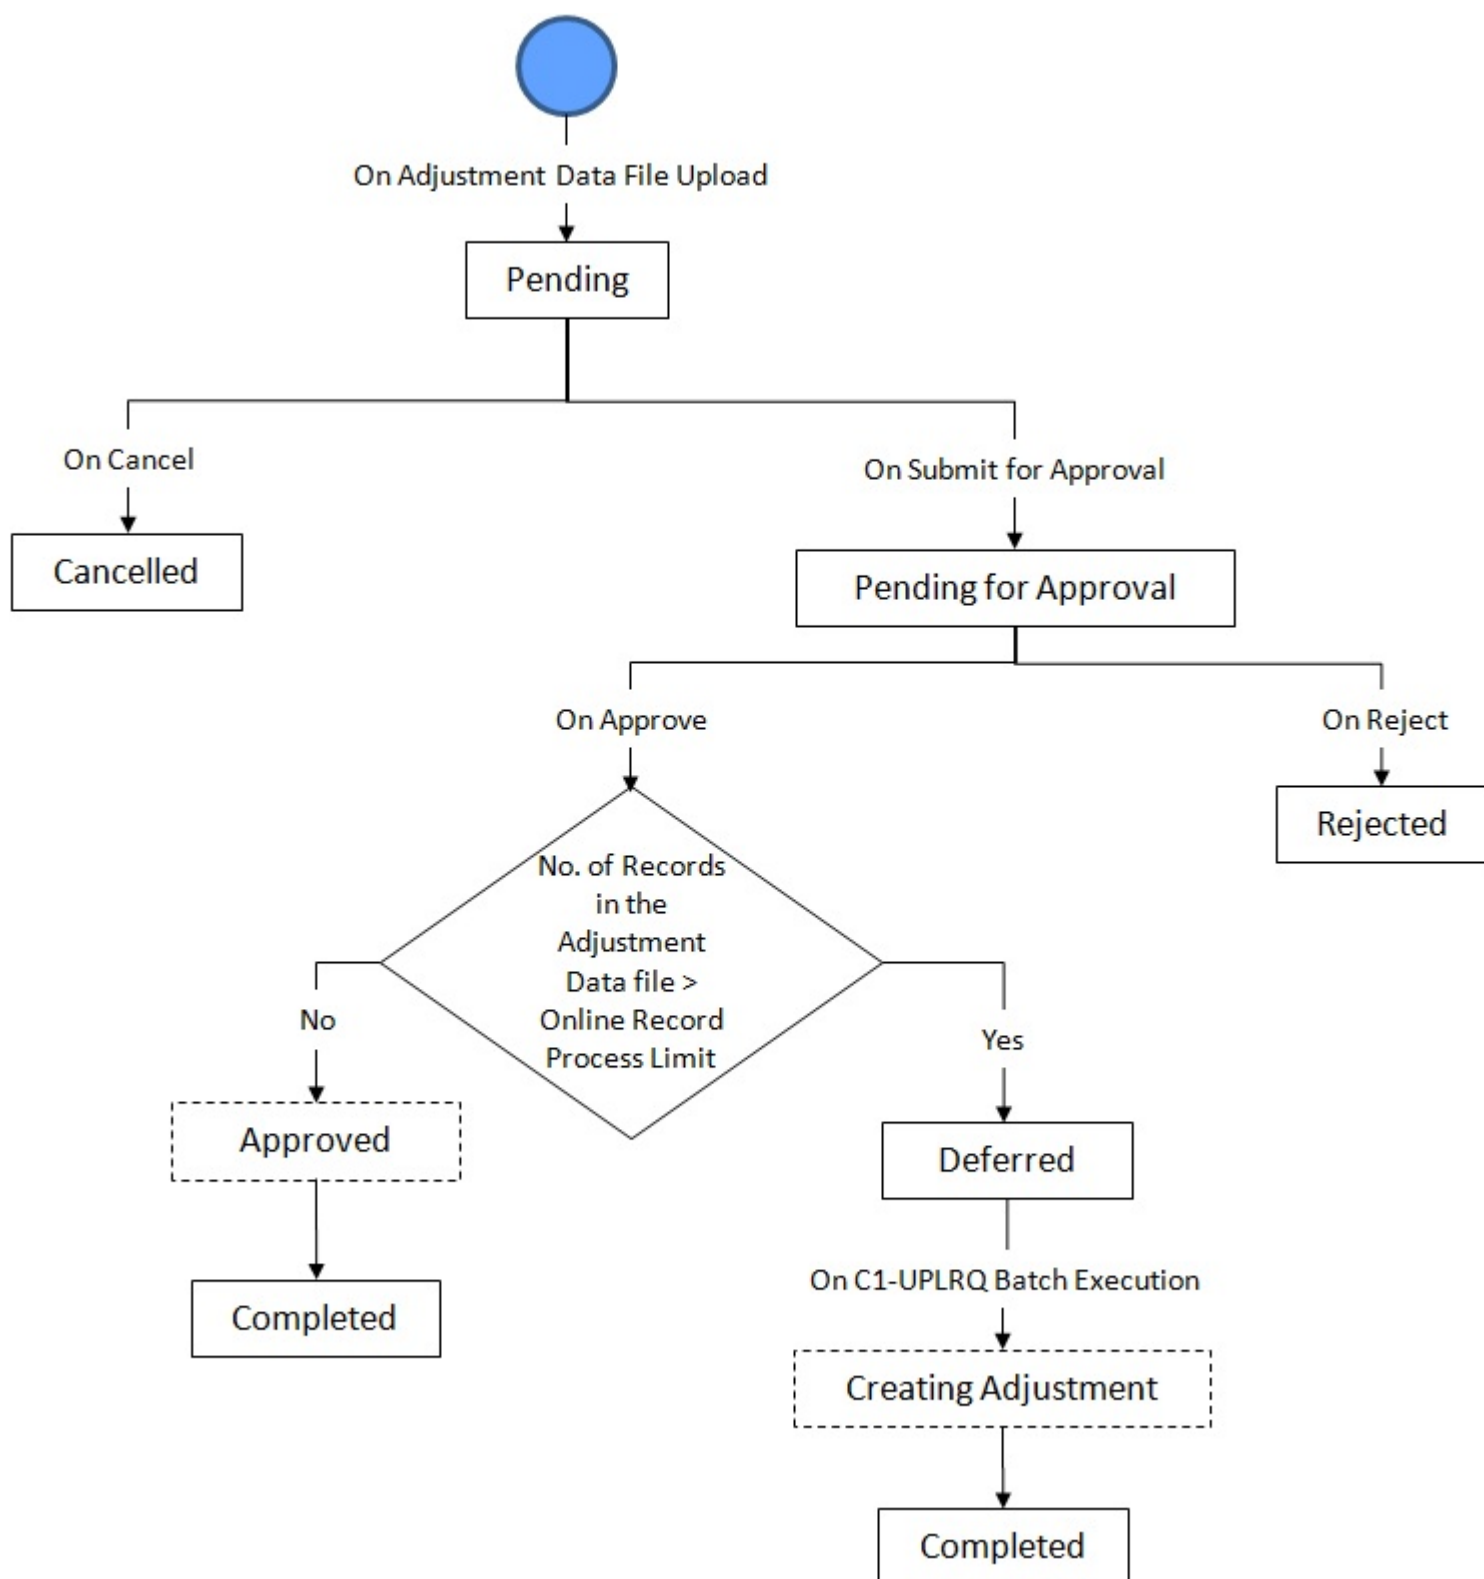 On Adjustment Data File Upload
Pending
On Cancel
On Submit for Approval
Cancelled
Pending for Approval
On Approve
On Reject
Rejected
No. of Records
in the
Adjustment
Data file >
Online Record
Process Limit
No
Yes
Approved
Deferred
Completed
On C1-UPLRQ Batch Execution
Creating Adjustment
Completed